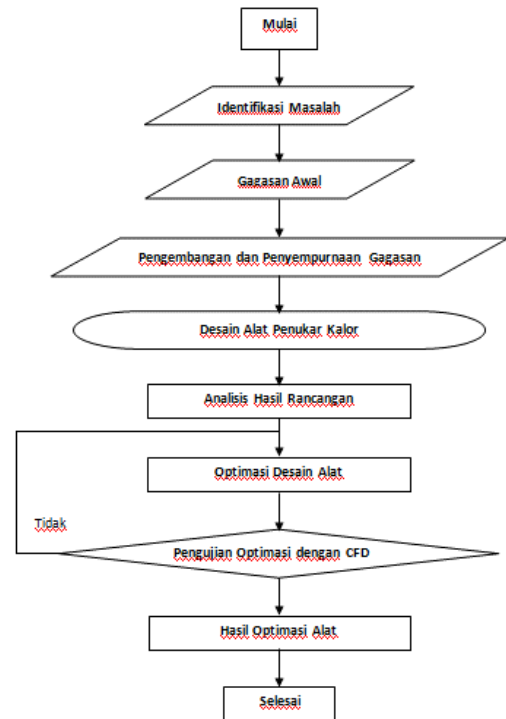 Mulai
Identifikasi Masalah
Gagasan Awal
Pengembangan dan Penyempurnaan Gagasan
Desain Alat Penukar Kalor
Analisis Hasil Rancangan
Optimasi Desain Alat
Tidak
Pengujian Optimasi dengan CFD
Hasil Optimasi Alat
Selesai